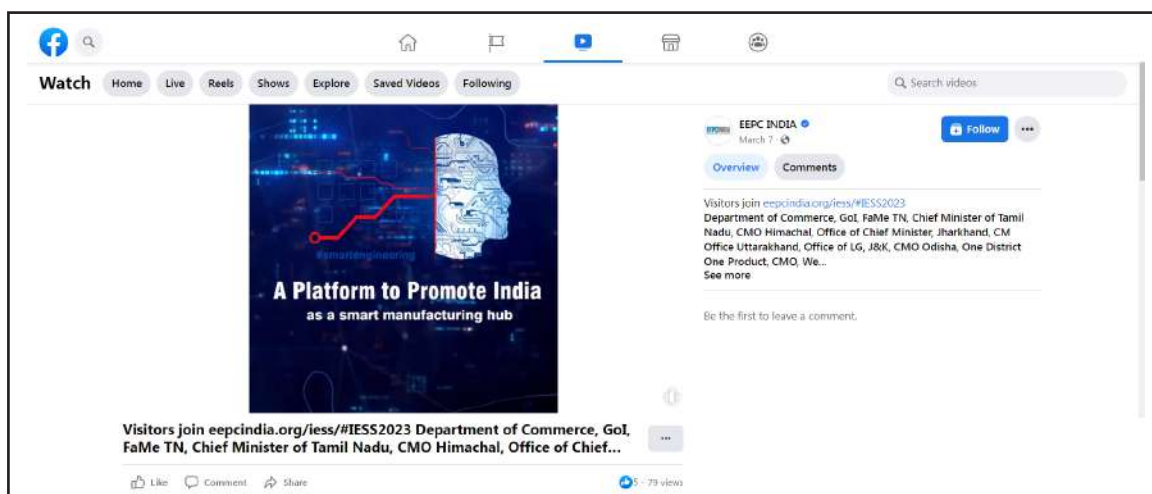 Watch Home Live Reels Shows Explore Saved Videos Following Search videos
#smartengineering
A Platform to Promote India
as a smart manufacturing hub
Visitors join eepcindia.org/iess/#IESS2023 Department of Commerce, GoI,
FaMe TN, Chief Minister of Tamil Nadu, CMO Himachal, Office of Chief...
Like Comment Share 5 · 79 views
EEPC INDIA
March 7 ·
Follow
Overview Comments
Visitors join eepcindia.org/iess/#IESS2023
Department of Commerce, GoI, FaMe TN, Chief Minister of Tamil
Nadu, CMO Himachal, Office of Chief Minister, Jharkhand, CM
Office Uttarakhand, Office of LG, J&K, CMO Odisha, One District
One Product, CMO, We...
See more
Be the first to leave a comment.